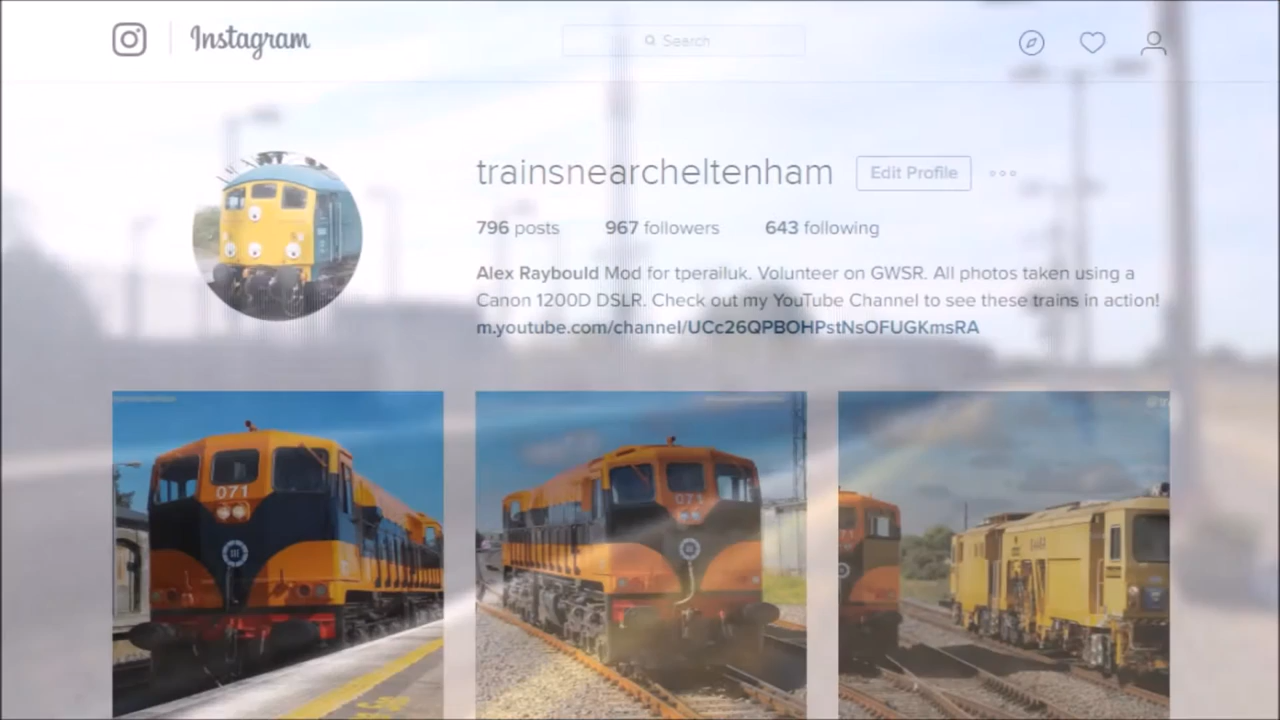 Instagram
Search
trainsnearcheltenham
Edit Profile
796 posts 967 followers 643 following
Alex Raybould Mod for tperailuk. Volunteer on GWSR. All photos taken using a
Canon 1200D DSLR. Check out my YouTube Channel to see these trains in action!
m.youtube.com/channel/UCc26QPBOHPstNsOFUGKmsRA
071
071